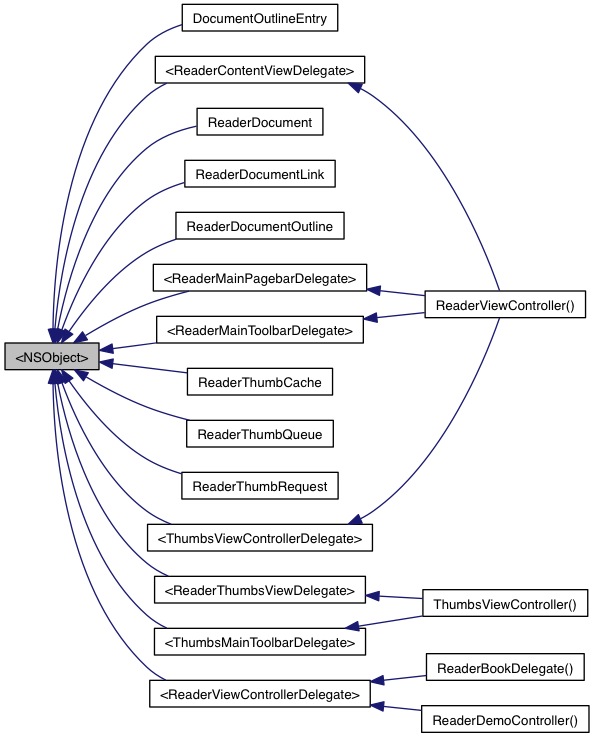 DocumentOutlineEntry
<ReaderContentViewDelegate>
ReaderDocument
ReaderDocumentLink
ReaderDocumentOutline
<ReaderMainPagebarDelegate>
ReaderViewController()
<ReaderMainToolbarDelegate>
<NSObject>
ReaderThumbCache
ReaderThumbQueue
ReaderThumbRequest
<ThumbsViewControllerDelegate>
<ReaderThumbsViewDelegate>
ThumbsViewController()
<ThumbsMainToolbarDelegate>
ReaderBookDelegate()
<ReaderViewControllerDelegate>
ReaderDemoController()